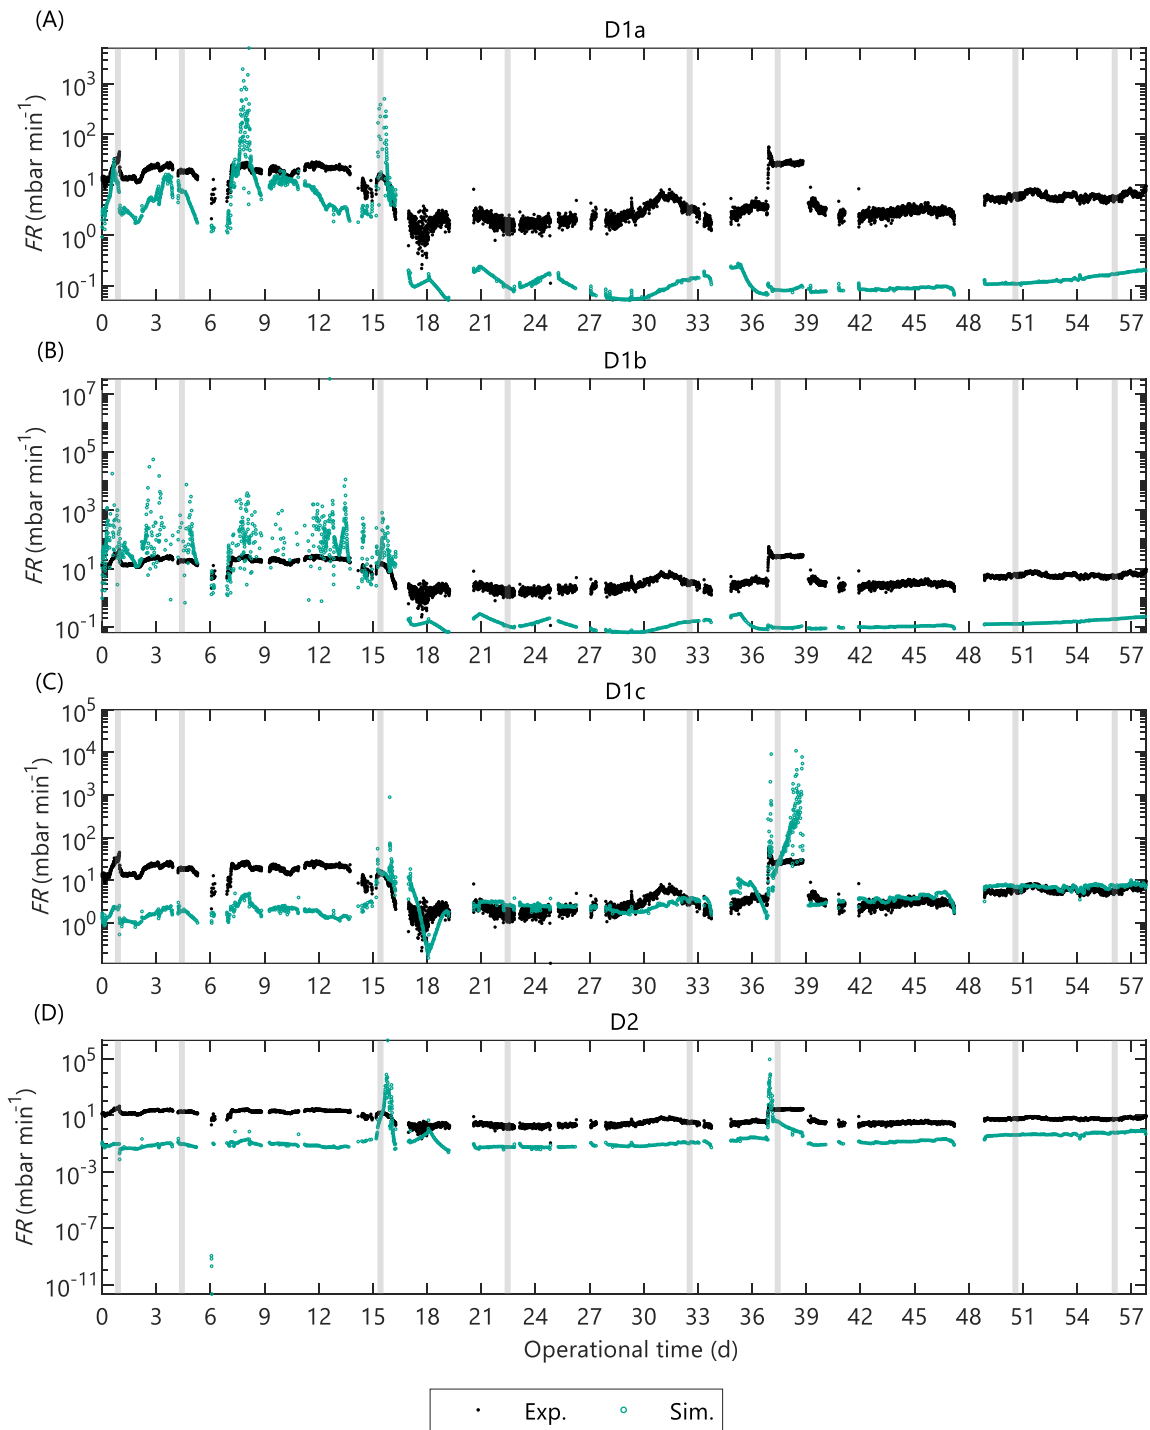 (A)
D1a
FR (mbar min-1)
10^3
10^2
10^1
10^0
10^-1
0 3 6 9 12 15 18 21 24 27 30 33 36 39 42 45 48 51 54 57
(B)
D1b
FR (mbar min-1)
10^7
10^5
10^3
10^1
10^-1
0 3 6 9 12 15 18 21 24 27 30 33 36 39 42 45 48 51 54 57
(C)
D1c
FR (mbar min-1)
10^5
10^4
10^3
10^2
10^1
10^0
0 3 6 9 12 15 18 21 24 27 30 33 36 39 42 45 48 51 54 57
(D)
D2
FR (mbar min-1)
10^5
10^1
10^-3
10^-7
10^-11
0 3 6 9 12 15 18 21 24 27 30 33 36 39 42 45 48 51 54 57
Operational time (d)
Exp. Sim.